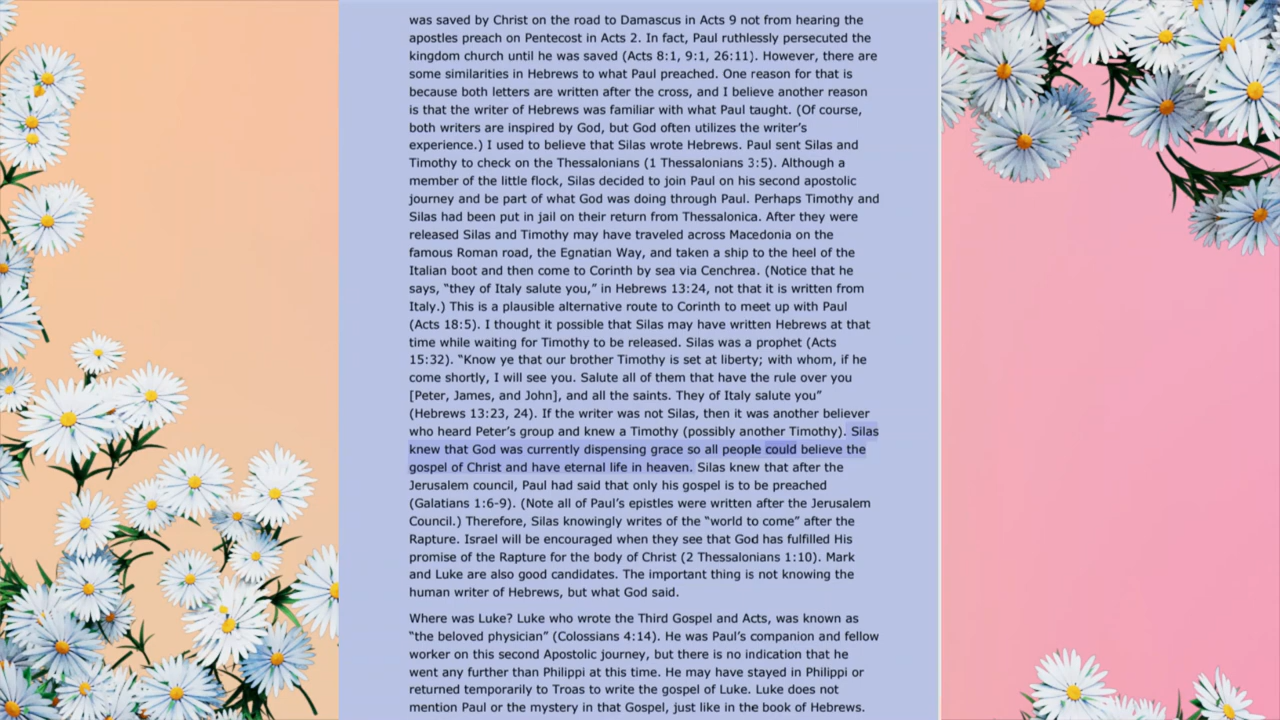 was saved by Christ on the road to Damascus in Acts 9 not from hearing the
apostles preach on Pentecost in Acts 2. In fact, Paul ruthlessly persecuted the
kingdom church until he was saved (Acts 8:1, 9:1, 26:11). However, there are
some similarities in Hebrews to what Paul preached. One reason for that is
because both letters are written after the cross, and I believe another reason
is that the writer of Hebrews was familiar with what Paul taught. (Of course,
both writers are inspired by God, but God often utilizes the writer’s
experience.) I used to believe that Silas wrote Hebrews. Paul sent Silas and
Timothy to check on the Thessalonians (1 Thessalonians 3:5). Although a
member of the little flock, Silas decided to join Paul on his second apostolic
journey and be part of what God was doing through Paul. Perhaps Timothy and
Silas had been put in jail on their return from Thessalonica. After they were
released Silas and Timothy may have traveled across Macedonia on the
famous Roman road, the Egnatian Way, and taken a ship to the heel of the
Italian boot and then come to Corinth by sea via Cenchrea. (Notice that he
says, “they of Italy salute you,” in Hebrews 13:24, not that it is written from
Italy.) This is a plausible alternative route to Corinth to meet up with Paul
(Acts 18:5). I thought it possible that Silas may have written Hebrews at that
time while waiting for Timothy to be released. Silas was a prophet (Acts
15:32). “Know ye that our brother Timothy is set at liberty; with whom, if he
come shortly, I will see you. Salute all of them that have the rule over you
[Peter, James, and John], and all the saints. They of Italy salute you”
(Hebrews 13:23, 24). If the writer was not Silas, then it was another believer
who heard Peter’s group and knew a Timothy (possibly another Timothy). Silas
knew that God was currently dispensing grace so all people could believe the
gospel of Christ and have eternal life in heaven. Silas knew that after the
Jerusalem council, Paul had said that only his gospel is to be preached
(Galatians 1:6-9). (Note all of Paul’s epistles were written after the Jerusalem
Council.) Therefore, Silas knowingly writes of the “world to come” after the
Rapture. Israel will be encouraged when they see that God has fulfilled His
promise of the Rapture for the body of Christ (2 Thessalonians 1:10). Mark
and Luke are also good candidates. The important thing is not knowing the
human writer of Hebrews, but what God said.
Where was Luke? Luke who wrote the Third Gospel and Acts, was known as
“the beloved physician” (Colossians 4:14). He was Paul’s companion and fellow
worker on this second Apostolic journey, but there is no indication that he
went any further than Philippi at this time. He may have stayed in Philippi or
returned temporarily to Troas to write the gospel of Luke. Luke does not
mention Paul or the mystery in that Gospel, just like in the book of Hebrews.